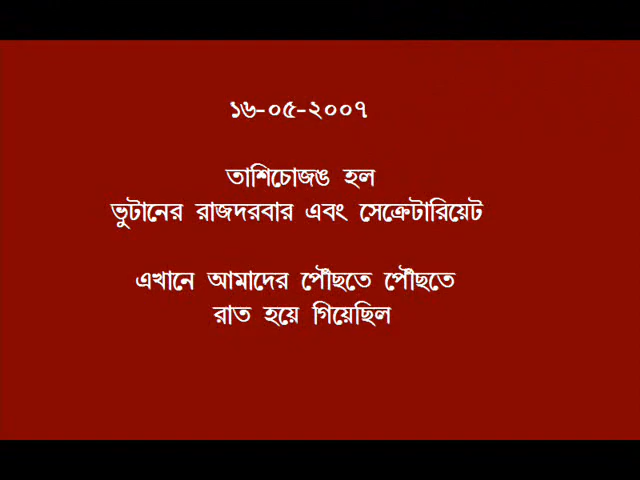 ১৬-০৫-২০০৭
তাশিচোজঙ হল
ভুটানের রাজদরবার এবং সেক্রেটারিয়েট
এখানে আমাদের পৌঁছতে পৌঁছতে
রাত হয়ে গিয়েছিল